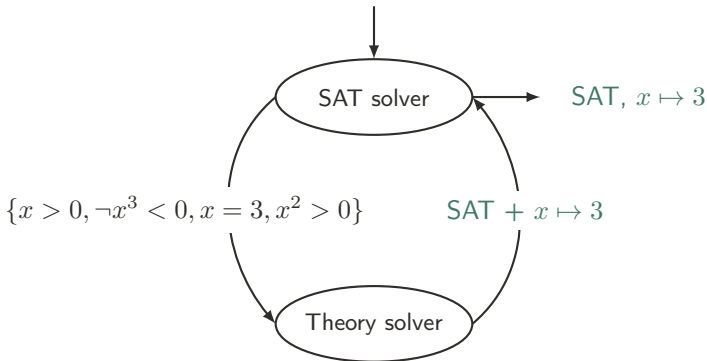 SAT solver
SAT, x ↦ 3
{x > 0, ¬x³ < 0, x = 3, x² > 0}
SAT + x ↦ 3
Theory solver